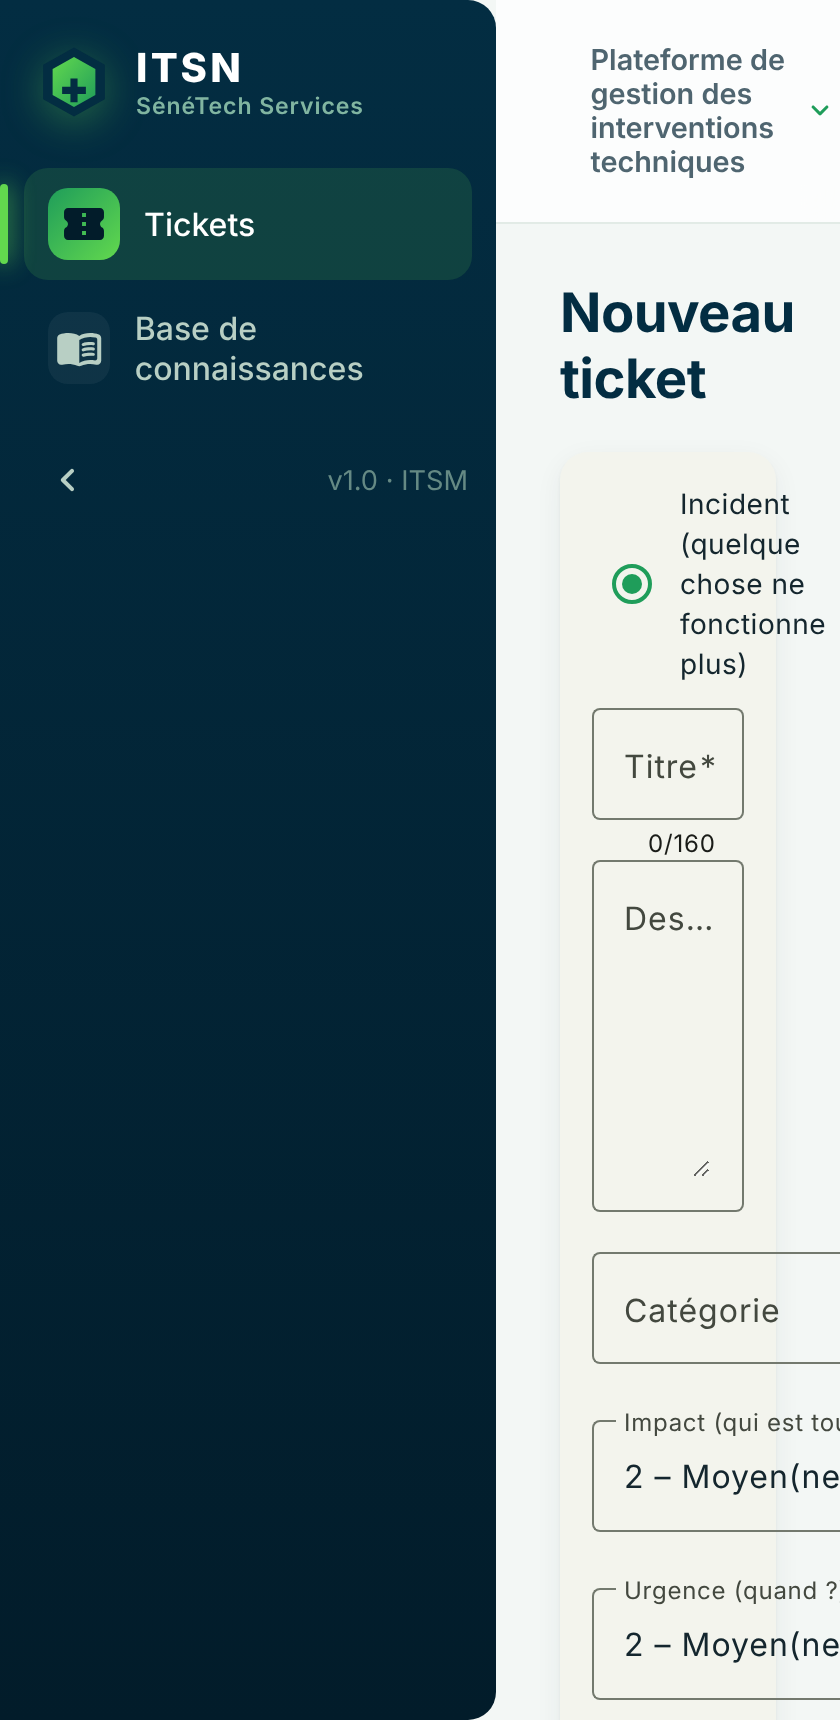 ITSN
SénéTech Services
Tickets
Base de
connaissances
v1.0 · ITSM
Plateforme de
gestion des
interventions
techniques
Nouveau
ticket
Incident
(quelque
chose ne
fonctionne
plus)
Titre*
0/160
Des...
Catégorie
Impact (qui est tou
2 – Moyen(ne
Urgence (quand ?
2 – Moyen(ne